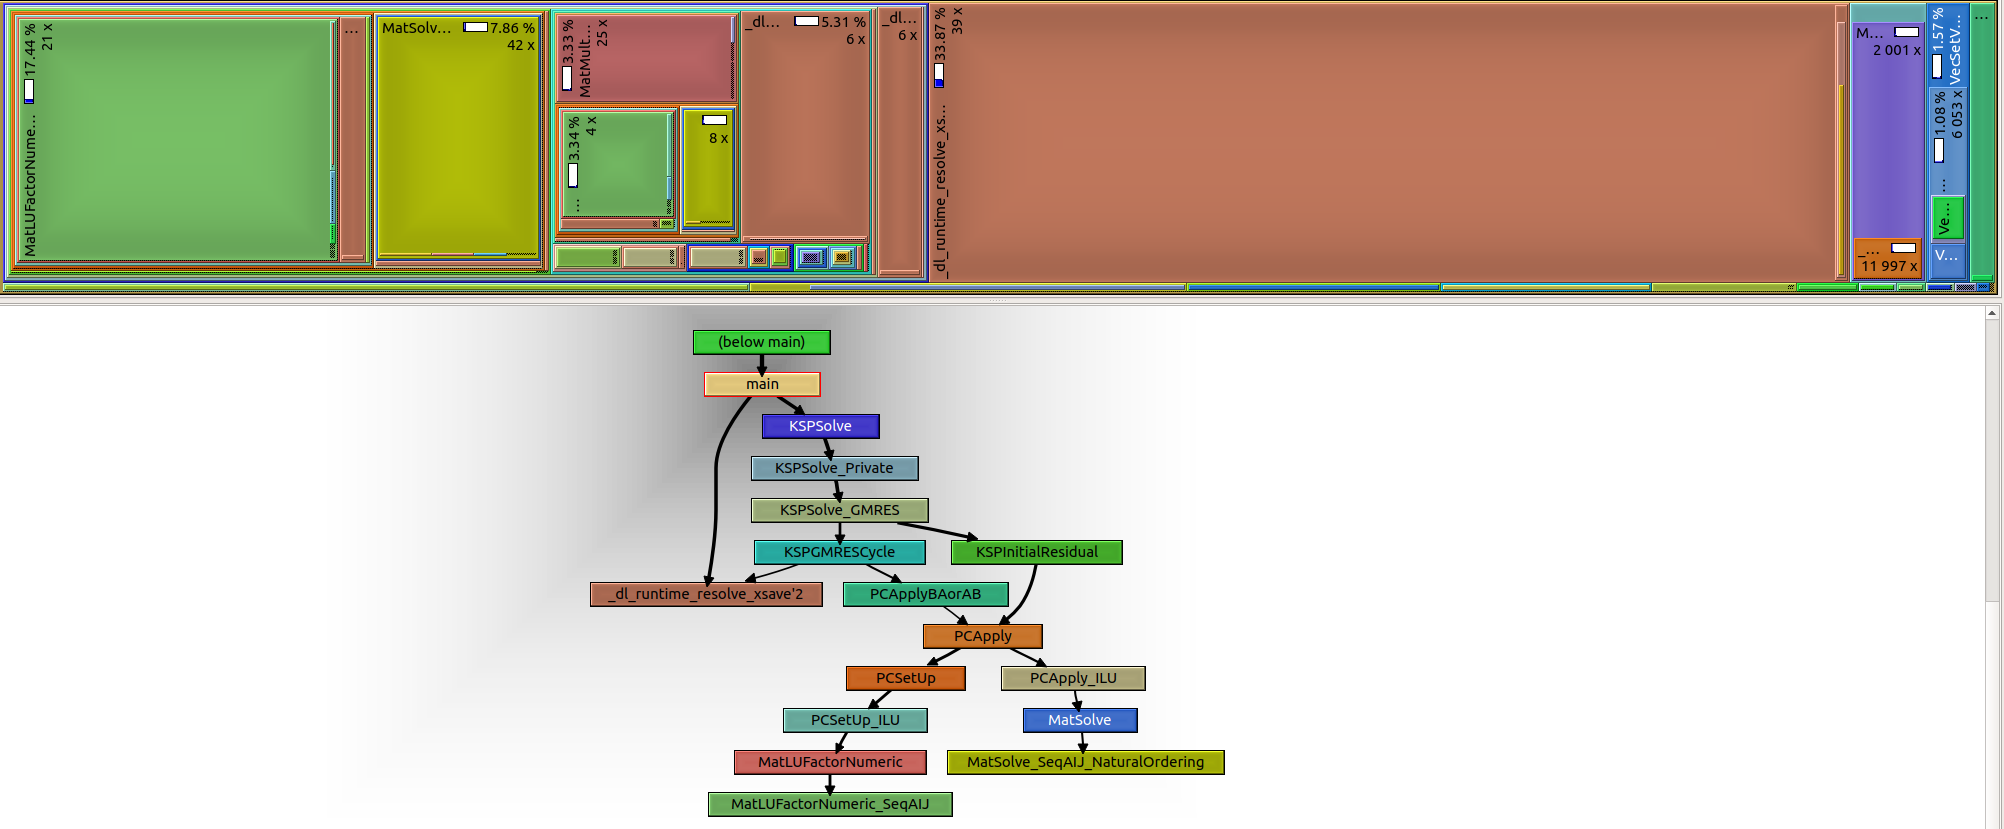 17.44 %
21 x
MatLUFactorNume...
...
MatSolv...
7.86 %
42 x
3.33 %
25 x
MatMult...
3.34 %
4 x
...
8 x
_dl...
5.31 %
6 x
_dl...
6 x
33.87 %
39 x
_dl_runtime_resolve_xs...
M...
2 001 x
_...
11 997 x
1.57 %
VecSetV...
1.08 %
6 053 x
...
Ve...
V...
...
(below main)
main
KSPSolve
KSPSolve_Private
KSPSolve_GMRES
KSPGMRESCycle
KSPInitialResidual
_dl_runtime_resolve_xsave'2
PCApplyBAorAB
PCApply
PCSetUp
PCApply_ILU
PCSetUp_ILU
MatSolve
MatLUFactorNumeric
MatSolve_SeqAIJ_NaturalOrdering
MatLUFactorNumeric_SeqAIJ